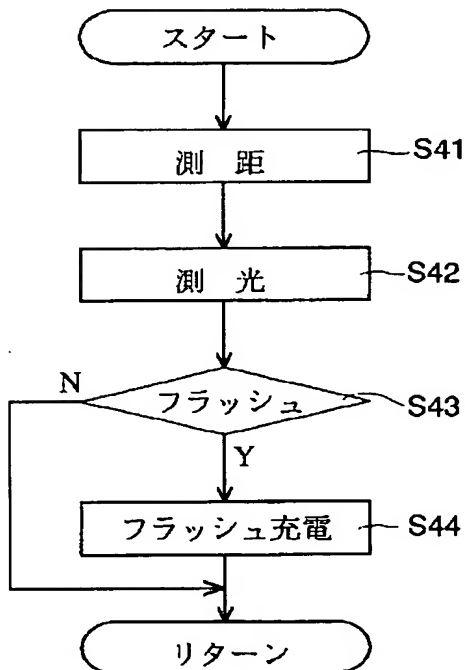 スタート
測 距
S41
測 光
S42
N
フラッシュ
S43
Y
フラッシュ充電
S44
リターン